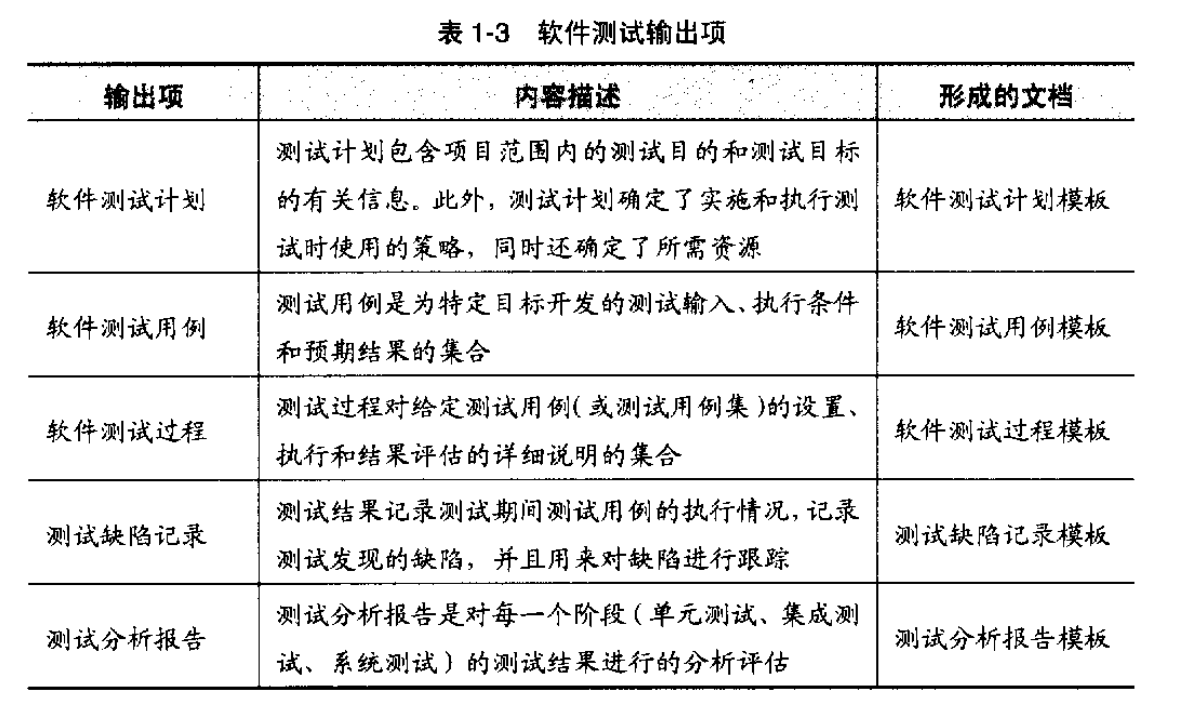 表 1-3 软件测试输出项
输出项 内容描述 形成的文档
测试计划包含项目范围内的测试目的和测试目标
软件测试计划 的有关信息。此外，测试计划确定了实施和执行测 软件测试计划模板
试时使用的策略，同时还确定了所需资源
测试用例是为特定目标开发的测试输入、执行条件
软件测试用例 软件测试用例模板
和预期结果的集合
测试过程对给定测试用例(或测试用例集)的设置、
软件测试过程 软件测试过程模板
执行和结果评估的详细说明的集合
测试结果记录测试期间测试用例的执行情况,记录
测试缺陷记录 测试缺陷记录模板
测试发现的缺陷，并且用来对缺陷进行跟踪
测试分析报告是对每一个阶段（单元测试、集成测
测试分析报告 测试分析报告模板
试、系统测试）的测试结果进行的分析评估